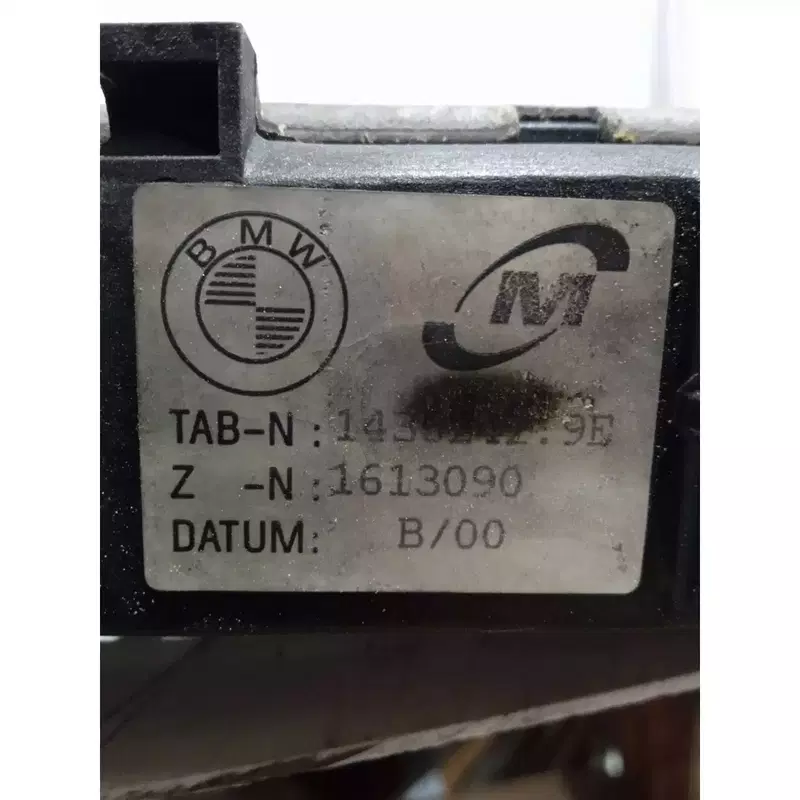 BMW
M
TAB-N:
Z -N:1613090
DATUM: B/00